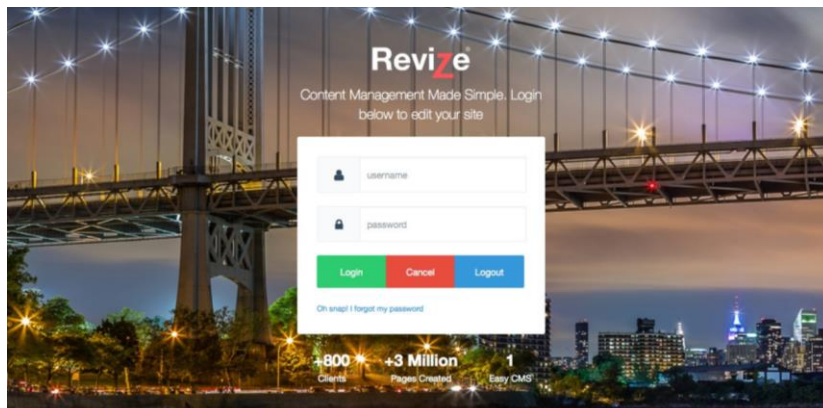 Revize
Content Management Made Simple. Login
below to edit your site
username
password
Login Cancel Logout
Oh snap! I forgot my password
+800 +3 Million 1
Clients Pages Created Easy CMS